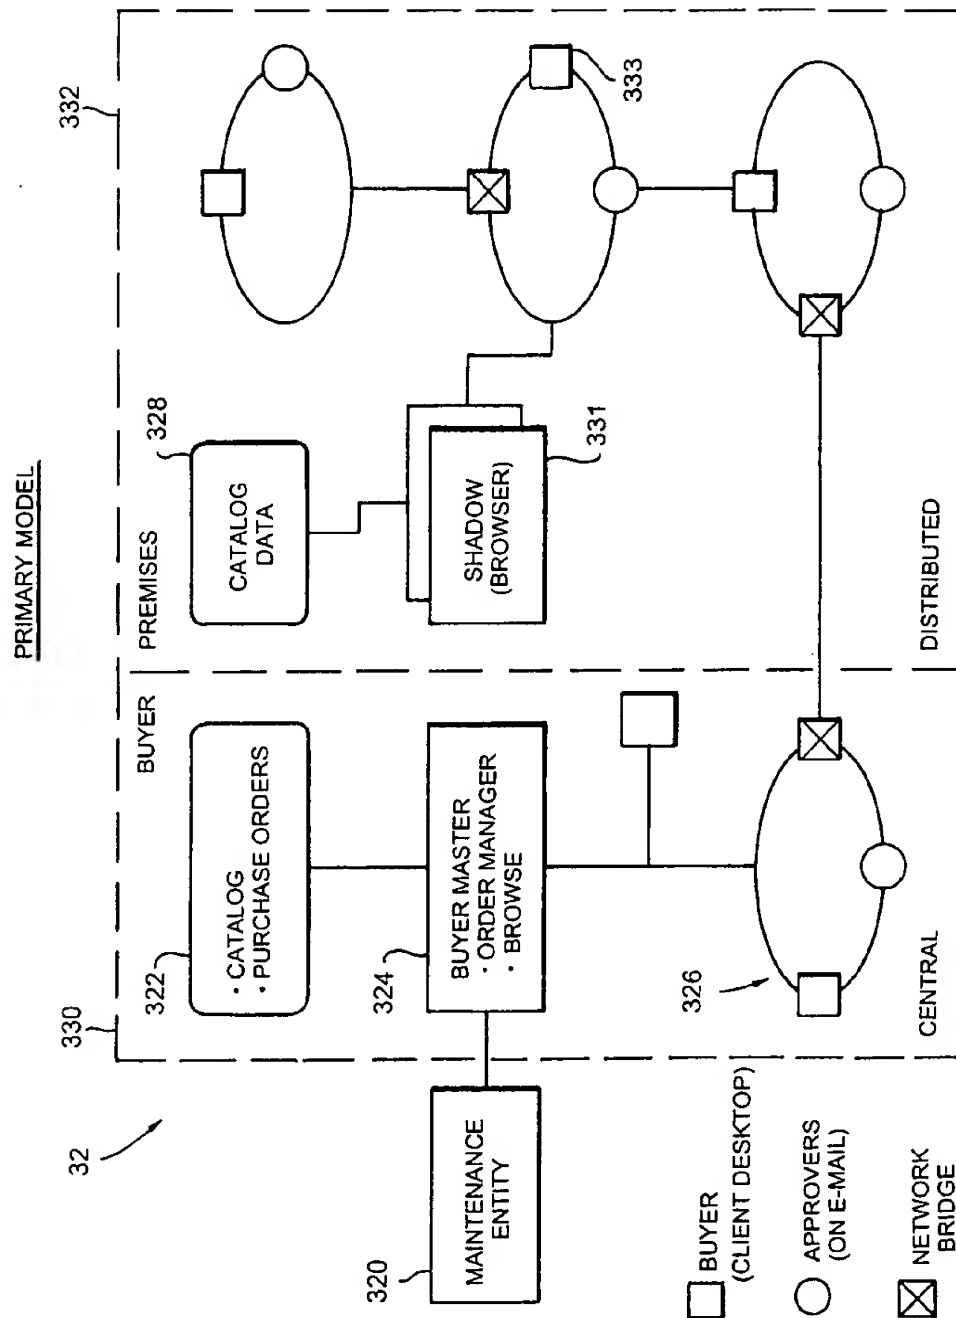 PRIMARY MODEL
32
330
332
BUYER
PREMISES
322
· CATALOG
· PURCHASE ORDERS
328
CATALOG
DATA
320
MAINTENANCE
ENTITY
324
BUYER MASTER
· ORDER MANAGER
· BROWSE
SHADOW
(BROWSER)
331
333
326
CENTRAL
DISTRIBUTED
BUYER
(CLIENT DESKTOP)
APPROVERS
(ON E-MAIL)
NETWORK
BRIDGE